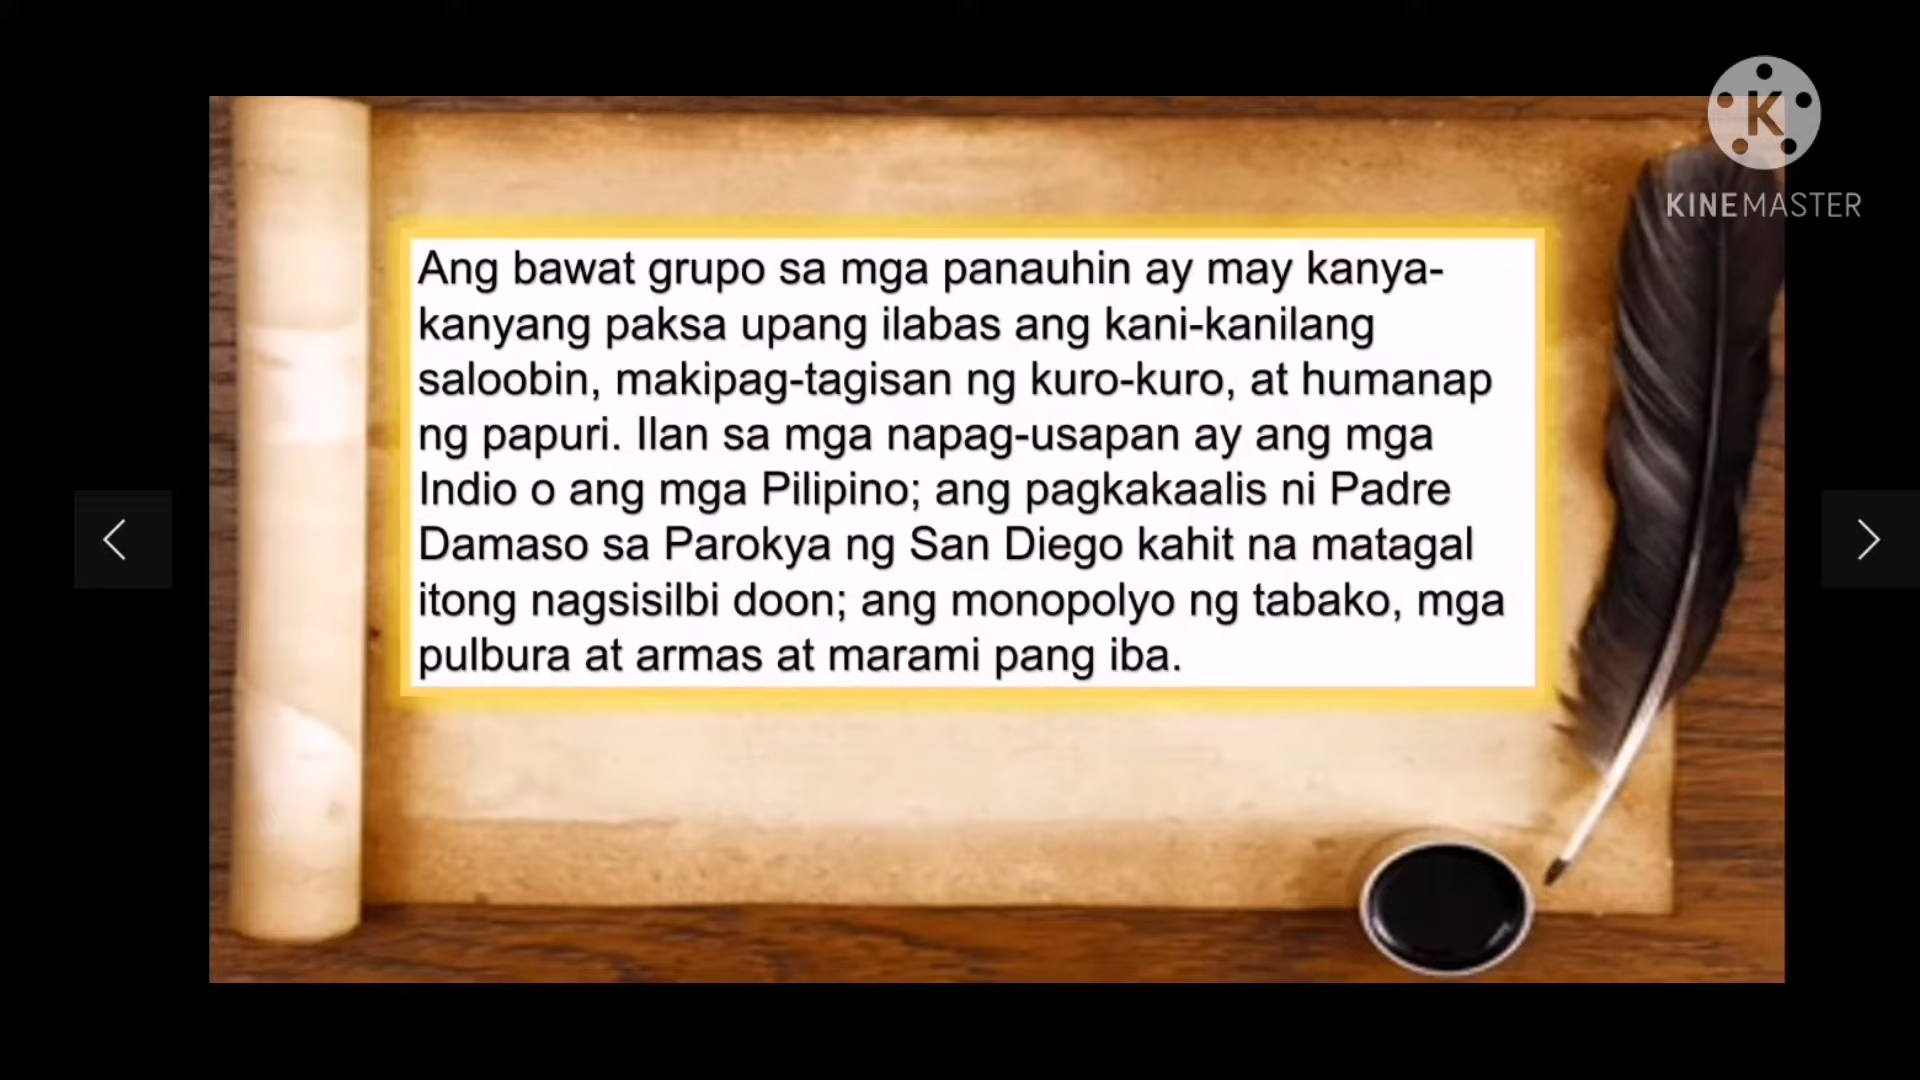 K
KINEMASTER
Ang bawat grupo sa mga panauhin ay may kanya-
kanyang paksa upang ilabas ang kani-kanilang
saloobin, makipag-tagisan ng kuro-kuro, at humanap
ng papuri. Ilan sa mga napag-usapan ay ang mga
Indio o ang mga Pilipino; ang pagkakaalis ni Padre
Damaso sa Parokya ng San Diego kahit na matagal
itong nagsisilbi doon; ang monopolyo ng tabako, mga
pulbura at armas at marami pang iba.